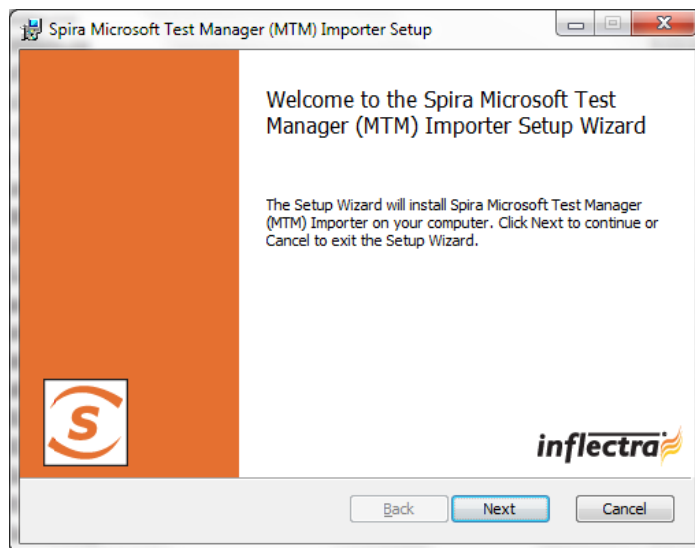 Spira Microsoft Test Manager (MTM) Importer Setup
Welcome to the Spira Microsoft Test
Manager (MTM) Importer Setup Wizard
The Setup Wizard will install Spira Microsoft Test Manager
(MTM) Importer on your computer. Click Next to continue or
Cancel to exit the Setup Wizard.
S
inflectra
Back Next Cancel